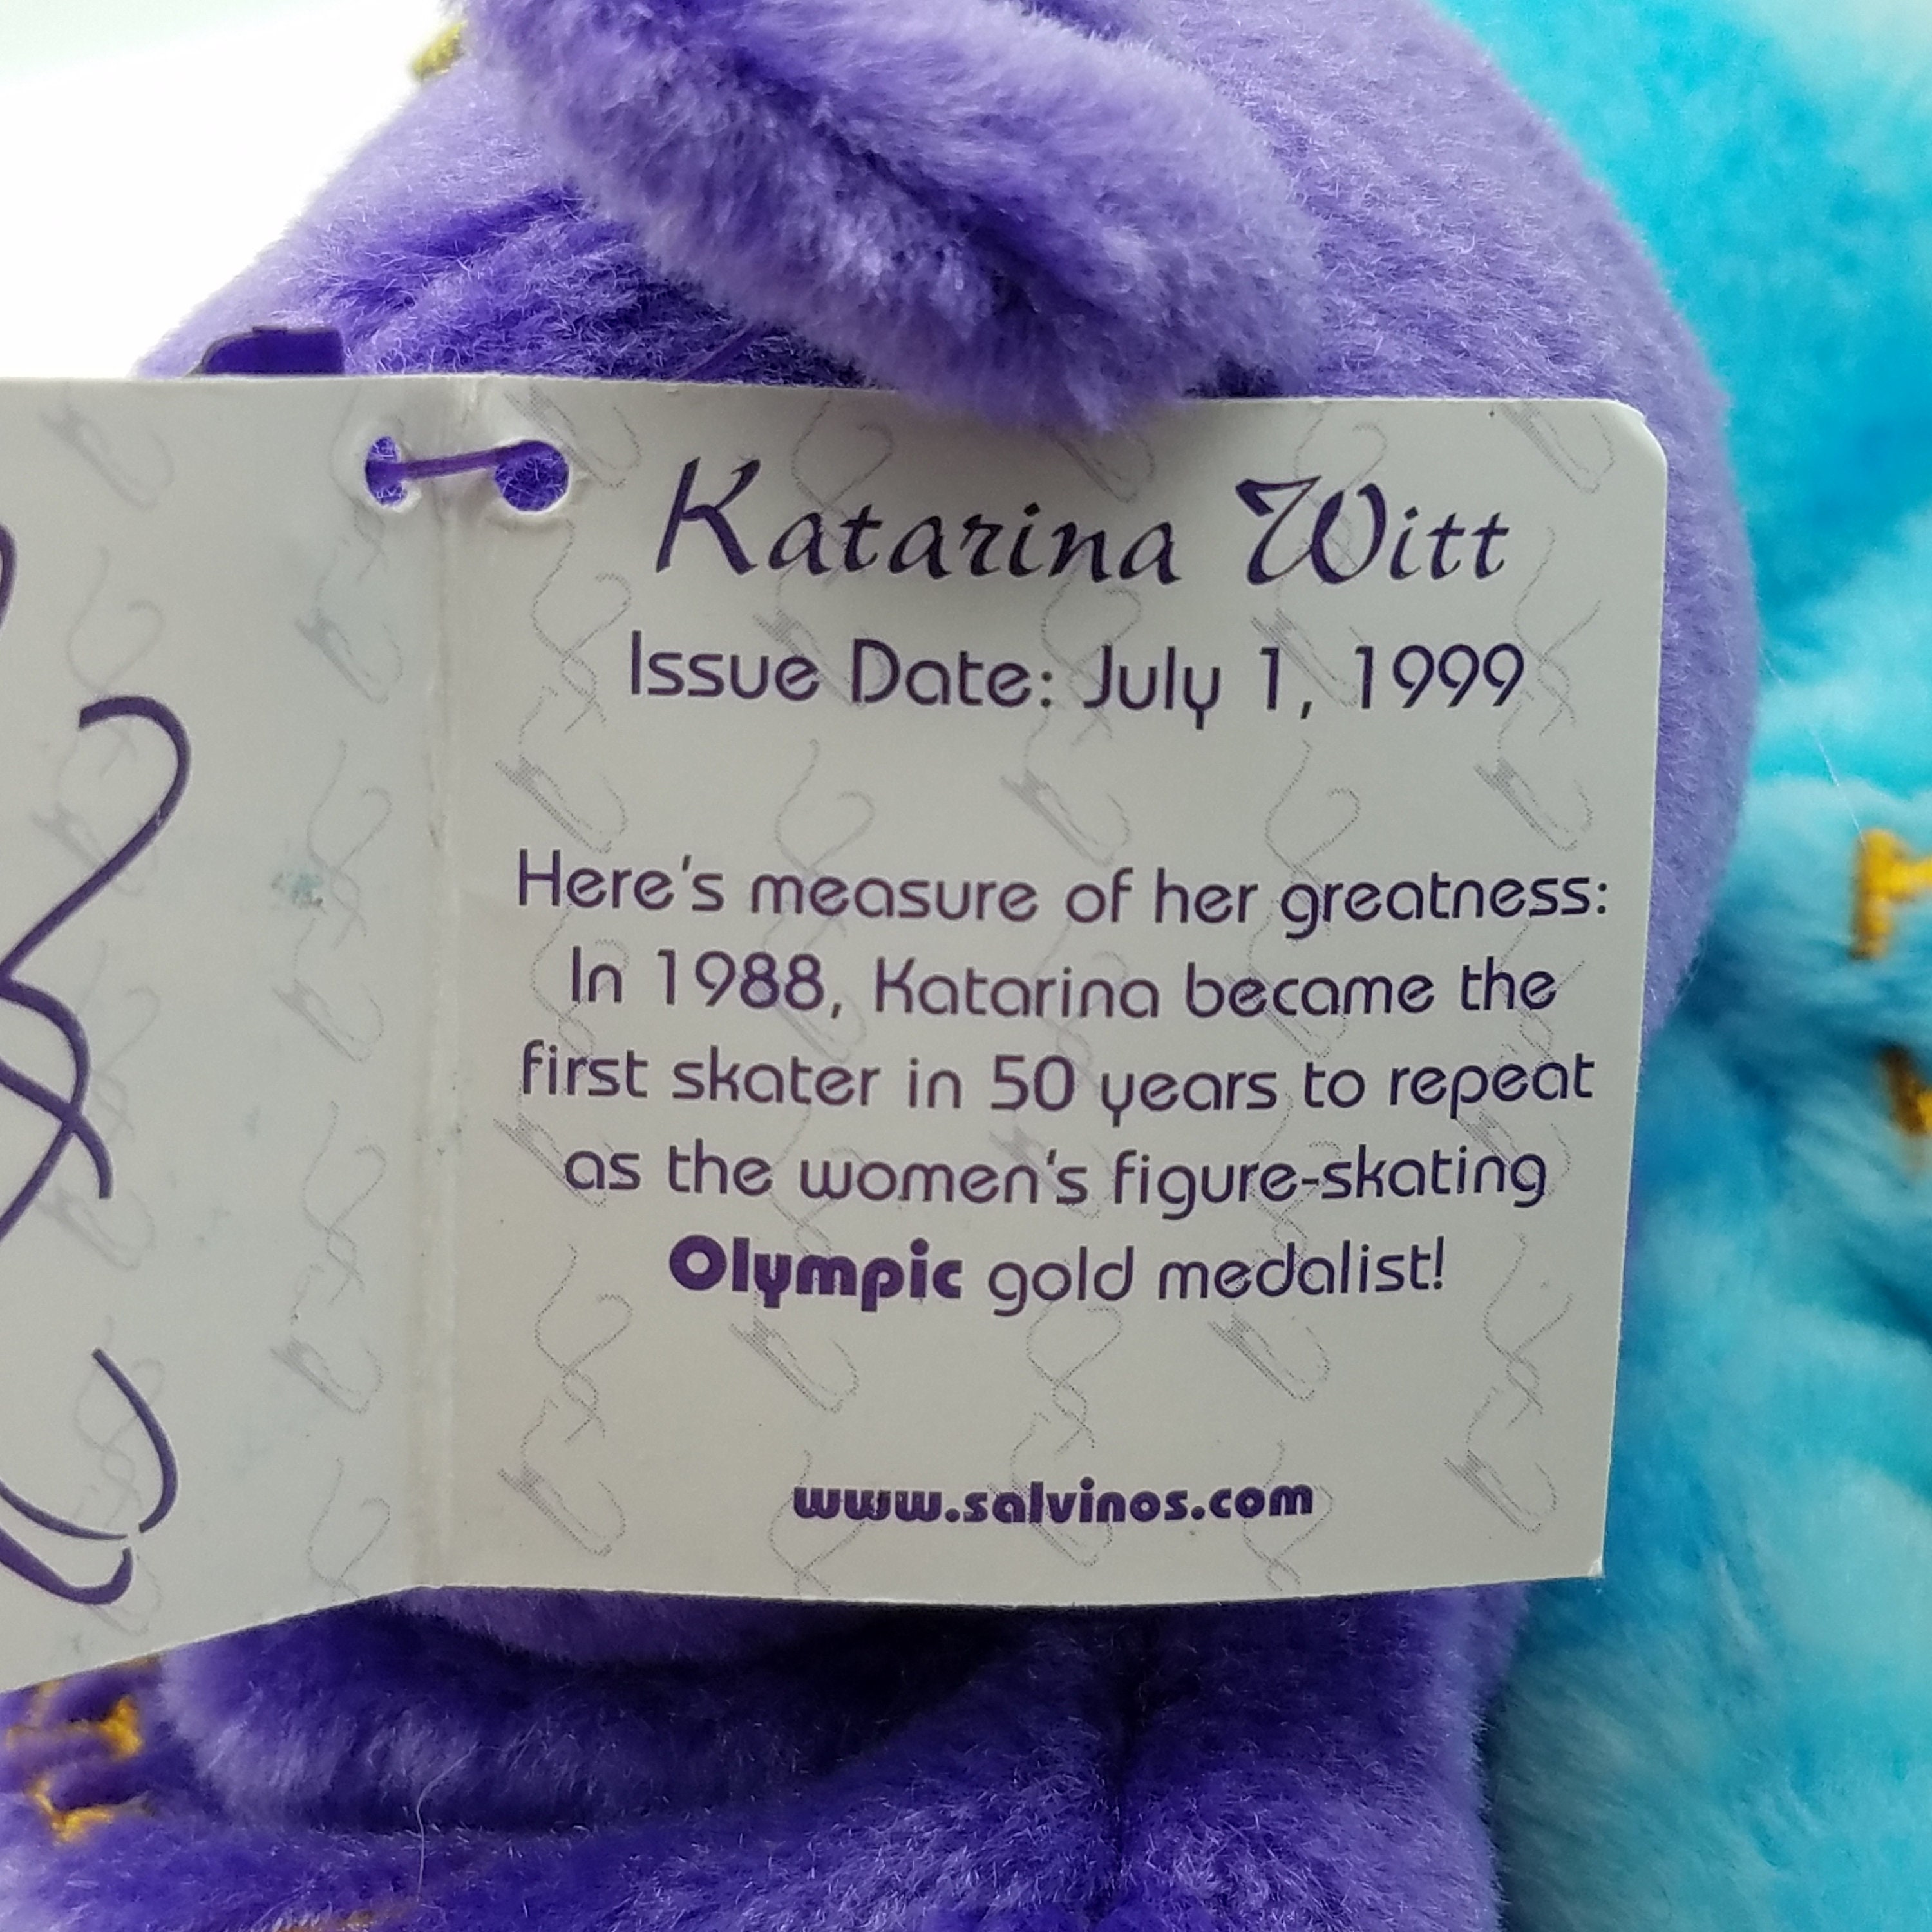 Katarina Witt
Issue Date: July 1, 1999
Here's measure of her greatness:
In 1988, Katarina became the
first skater in 50 years to repeat
as the women's figure-skating
Olympic gold medalist!
www.salvinos.com